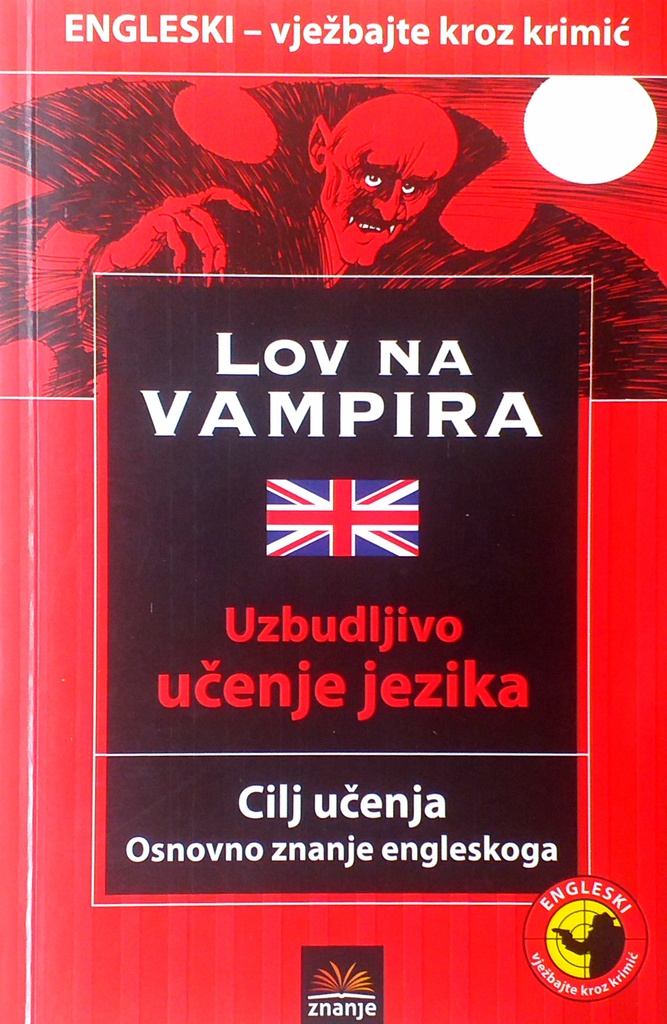 ENGLESKI – vježbajte kroz krimić
LOV NA
VAMPIRA
Uzbudljivo
učenje jezika
Cilj učenja
Osnovno znanje engleskoga
ENGLESKI
vježbajte kroz krimić
znanje